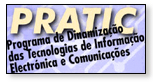 PRATIC
Programa de Dinamização
das Tecnologias de Informação
Electrónica e Comunicações